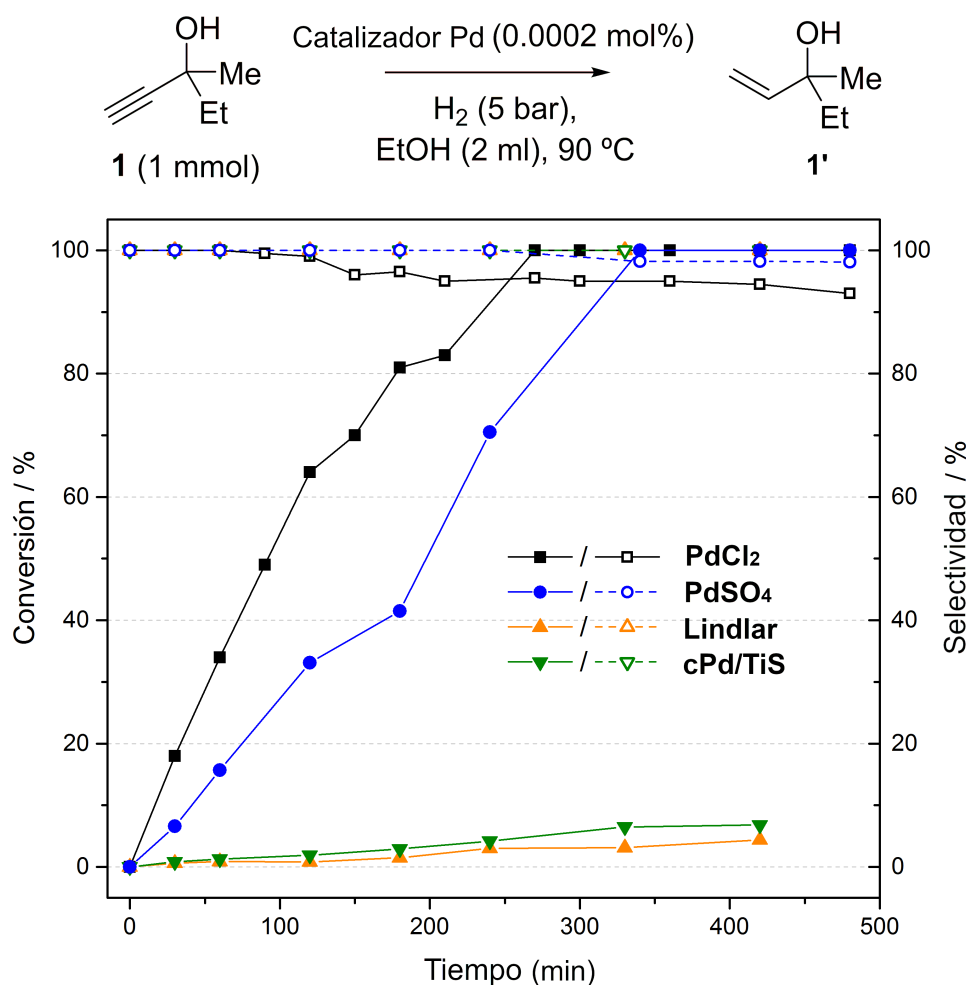 OH
Me
Et
1 (1 mmol)
Catalizador Pd (0.0002 mol%)
H2 (5 bar),
EtOH (2 ml), 90 ºC
OH
Me
Et
1'
100
80
60
40
20
0
Conversión / %
100
80
60
40
20
0
Selectividad / %
/ PdCl2
/ PdSO4
/ Lindlar
/ cPd/TiS
0 100 200 300 400 500
Tiempo (min)